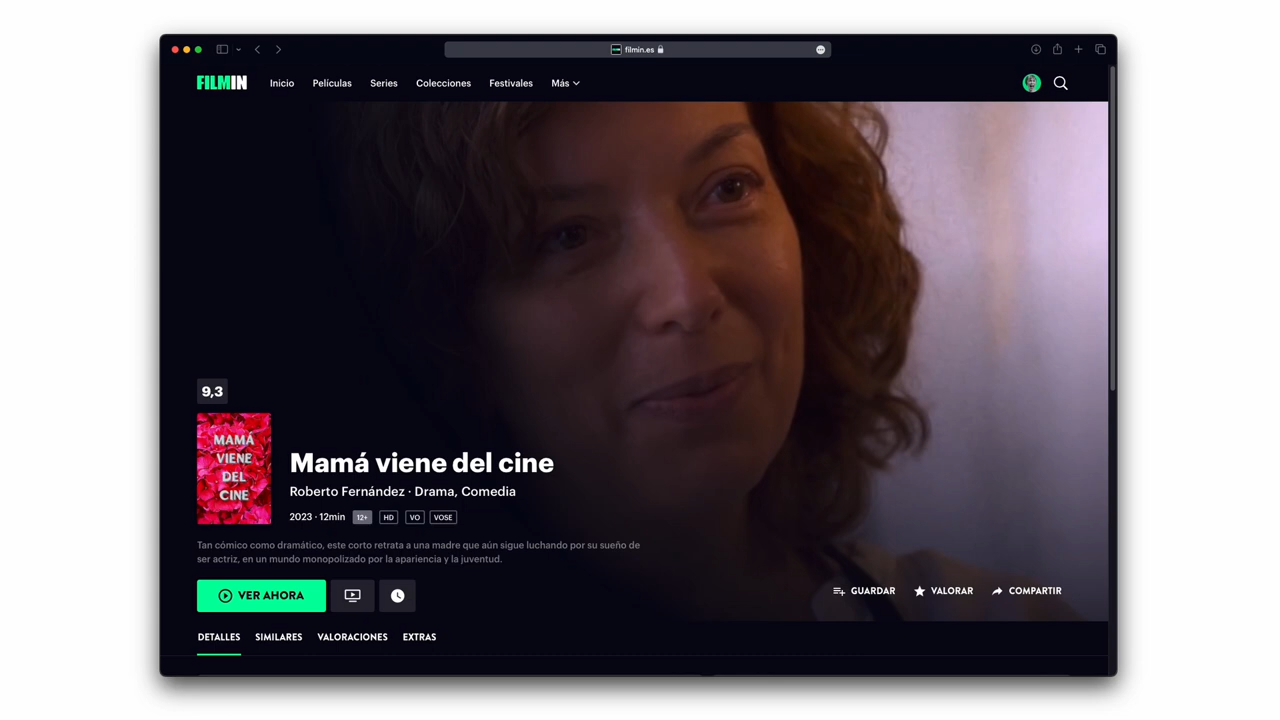 filmin.es
FILMIN
Inicio
Películas
Series
Colecciones
Festivales
Más
9,3
MAMÁ
VIENE
DEL
CINE
Mamá viene del cine
Roberto Fernández · Drama, Comedia
2023 · 12min 12+ HD VO VOSE
Tan cómico como dramático, este corto retrata a una madre que aún sigue luchando por su sueño de
ser actriz, en un mundo monopolizado por la apariencia y la juventud.
VER AHORA
GUARDAR
VALORAR
COMPARTIR
DETALLES
SIMILARES
VALORACIONES
EXTRAS